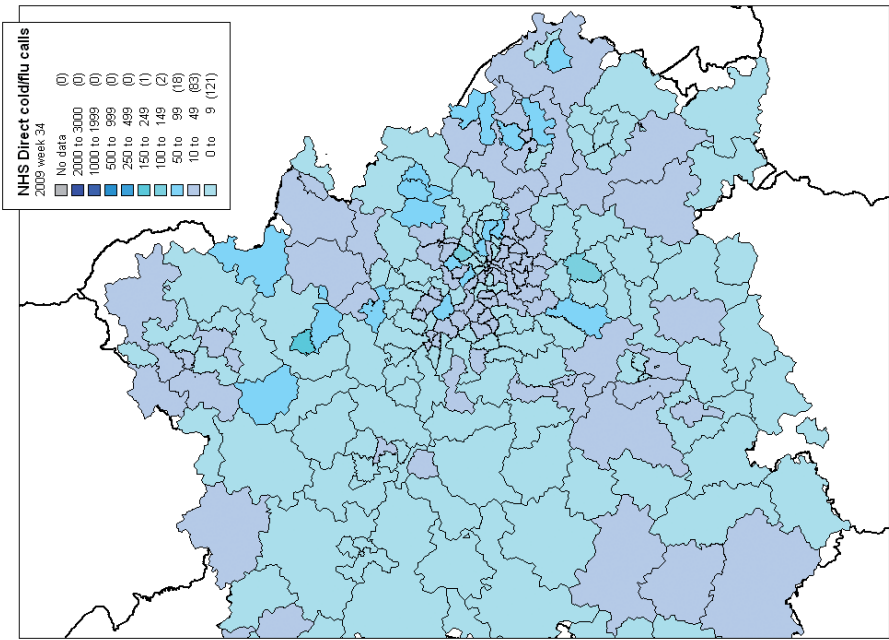 NHS Direct cold/flu calls
2009 week 34
No data (0)
2000 to 3000 (0)
1000 to 1999 (0)
500 to 999 (0)
250 to 499 (0)
150 to 249 (1)
100 to 149 (2)
50 to 99 (18)
10 to 49 (83)
0 to 9 (121)